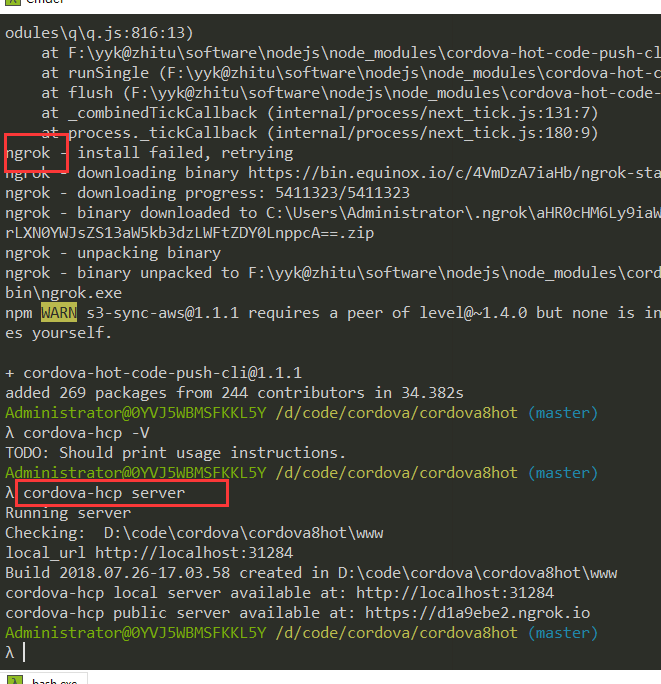 Cmder
odules\q\q.js:816:13)
at F:\yyk@zhitu\software\nodejs\node_modules\cordova-hot-code-push-cl
at runSingle (F:\yyk@zhitu\software\nodejs\node_modules\cordova-hot-c
at flush (F:\yyk@zhitu\software\nodejs\node_modules\cordova-hot-code-
at _combinedTickCallback (internal/process/next_tick.js:131:7)
at process._tickCallback (internal/process/next_tick.js:180:9)
ngrok - install failed, retrying
ngrok - downloading binary https://bin.equinox.io/c/4VmDzA7iaHb/ngrok-sta
ngrok - downloading progress: 5411323/5411323
ngrok - binary downloaded to C:\Users\Administrator\.ngrok\aHR0cHM6Ly9iaW
rLXN0YWJsZS13aW5kb3dzLWFtZDY0LnppcA==.zip
ngrok - unpacking binary
ngrok - binary unpacked to F:\yyk@zhitu\software\nodejs\node_modules\cord
bin\ngrok.exe
npm WARN s3-sync-aws@1.1.1 requires a peer of level@~1.4.0 but none is in
es yourself.
+ cordova-hot-code-push-cli@1.1.1
added 269 packages from 244 contributors in 34.382s
Administrator@0YVJ5WBMSFKKL5Y /d/code/cordova/cordova8hot (master)
λ cordova-hcp -V
TODO: Should print usage instructions.
Administrator@0YVJ5WBMSFKKL5Y /d/code/cordova/cordova8hot (master)
λ cordova-hcp server
Running server
Checking:  D:\code\cordova\cordova8hot\www
local_url http://localhost:31284
Build 2018.07.26-17.03.58 created in D:\code\cordova\cordova8hot\www
cordova-hcp local server available at: http://localhost:31284
cordova-hcp public server available at: https://d1a9ebe2.ngrok.io
Administrator@0YVJ5WBMSFKKL5Y /d/code/cordova/cordova8hot (master)
λ
λ bash.exe